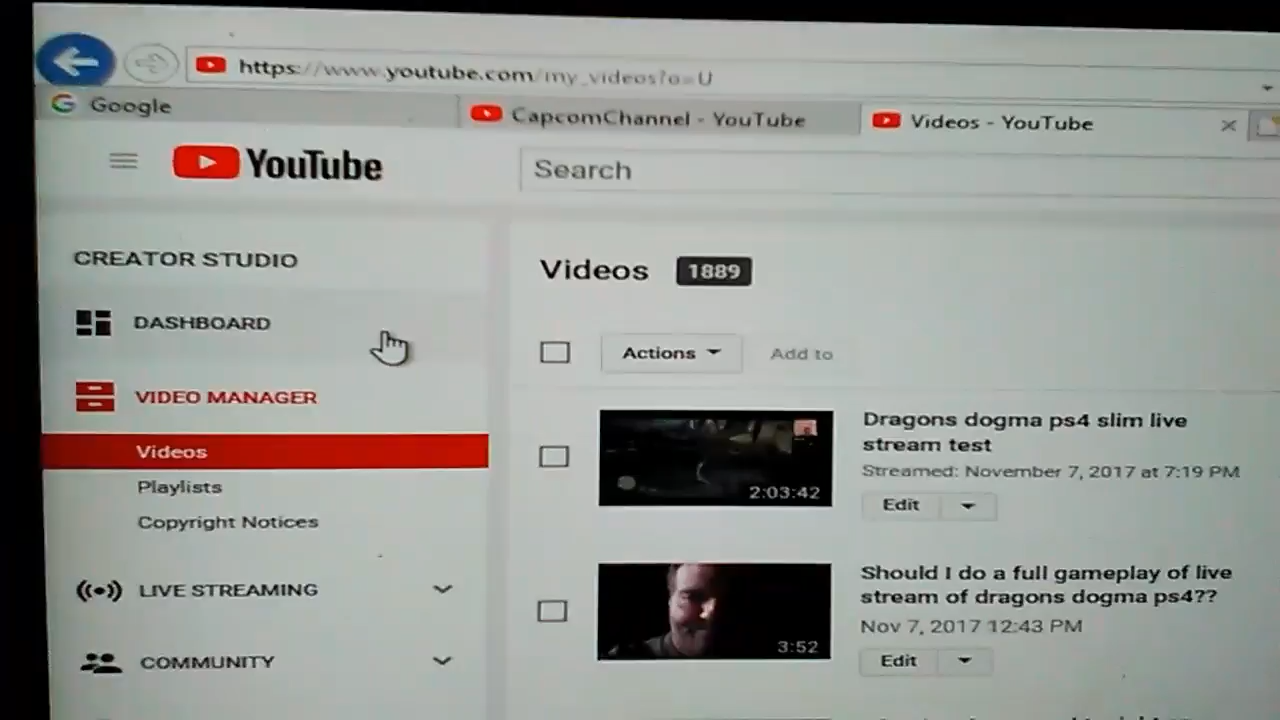 https://www.youtube.com/my_videos?o=U
Google
CapcomChannel - YouTube
Videos - YouTube
YouTube
Search
CREATOR STUDIO
Videos 1889
DASHBOARD
Actions
Add to
VIDEO MANAGER
Dragons dogma ps4 slim live
stream test
Videos
Streamed: November 7, 2017 at 7:19 PM
2:03:42
Playlists
Edit
Copyright Notices
Should I do a full gameplay of live
stream of dragons dogma ps4??
LIVE STREAMING
Nov 7, 2017 12:43 PM
3:52
COMMUNITY
Edit